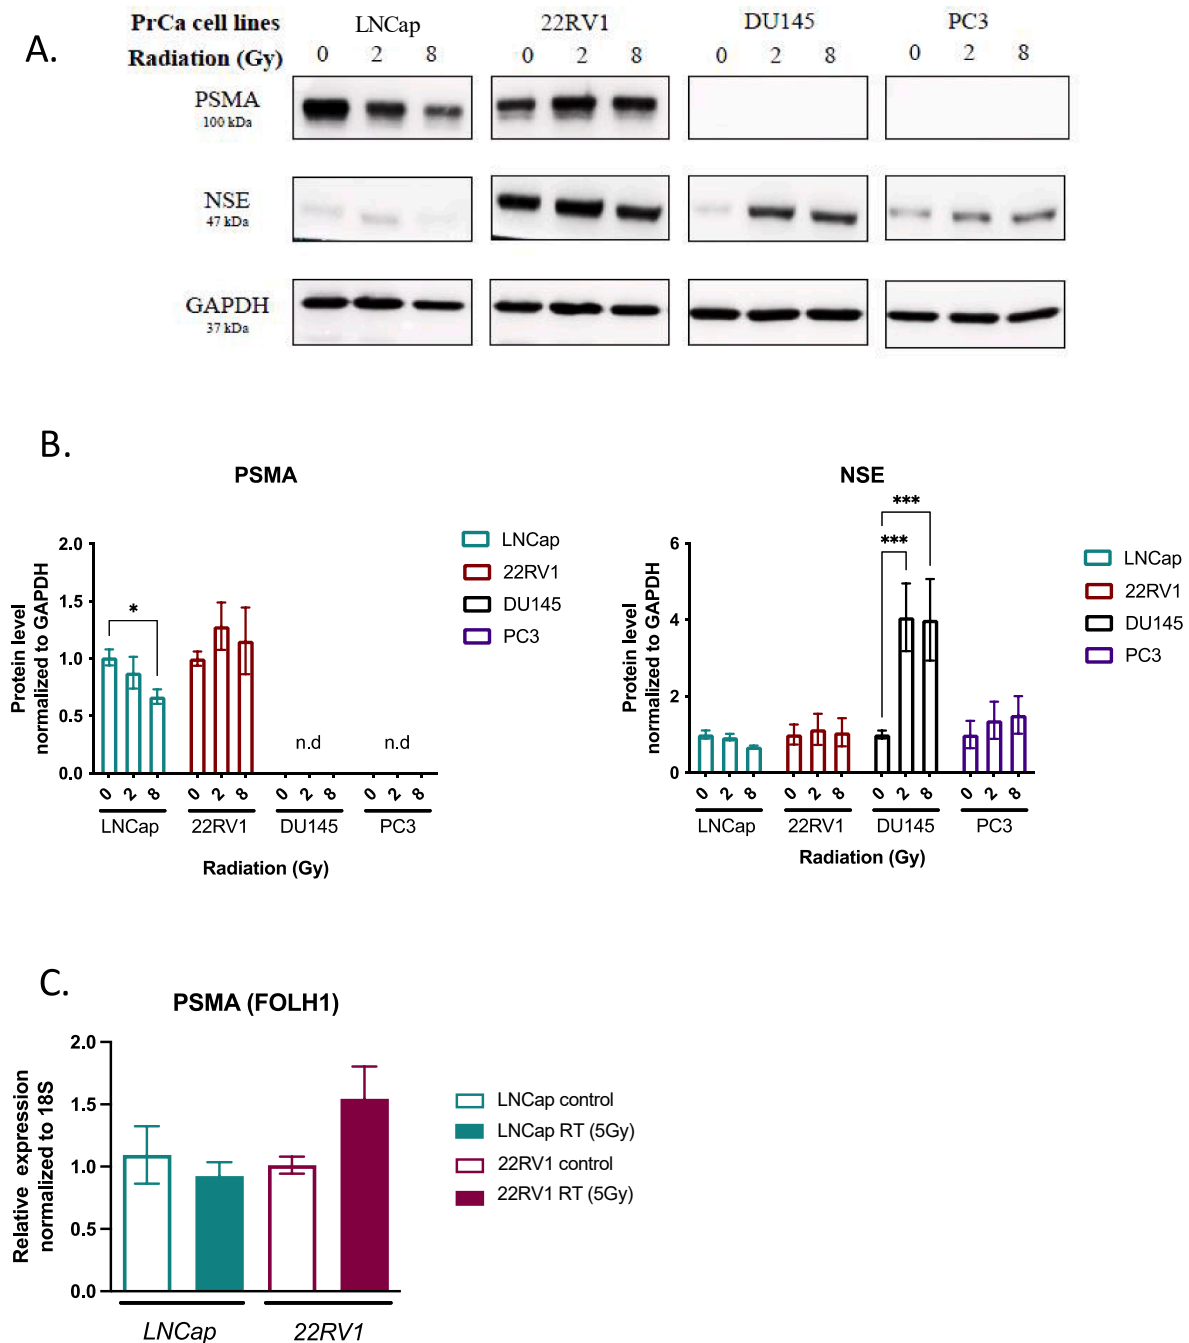 A.
PrCa cell lines LNCap 22RV1 DU145 PC3
Radiation (Gy) 0 2 8 0 2 8 0 2 8 0 2 8
PSMA
100 kDa
NSE
47 kDa
GAPDH
37 kDa
B.
PSMA
Protein level
normalized to GAPDH
2.0
1.5
1.0
0.5
0.0
*
n.d n.d
0 2 8 0 2 8 0 2 8 0 2 8
LNCap 22RV1 DU145 PC3
Radiation (Gy)
LNCap
22RV1
DU145
PC3
NSE
Protein level
normalized to GAPDH
6
4
2
0
***
***
0 2 8 0 2 8 0 2 8 0 2 8
LNCap 22RV1 DU145 PC3
Radiation (Gy)
LNCap
22RV1
DU145
PC3
C.
PSMA (FOLH1)
Relative expression
normalized to 18S
2.0
1.5
1.0
0.5
0.0
LNCap 22RV1
LNCap control
LNCap RT (5Gy)
22RV1 control
22RV1 RT (5Gy)